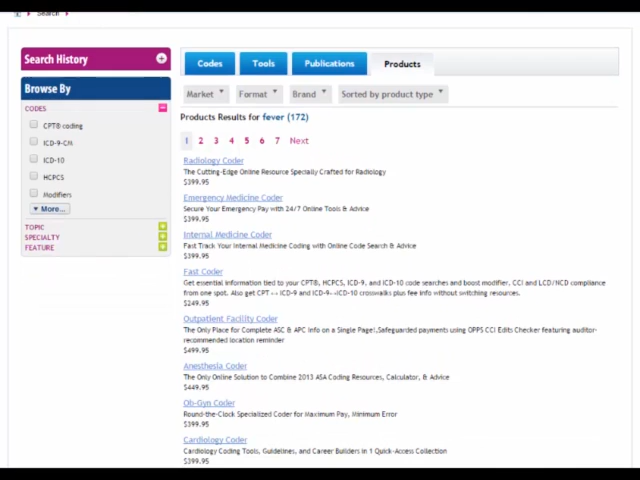 Search
Search History
Browse By
CODES
CPT® coding
ICD-9-CM
ICD-10
HCPCS
Modifiers
More...
TOPIC
SPECIALTY
FEATURE
Codes Tools Publications Products
Market Format Brand Sorted by product type
Products Results for fever (172)
1 2 3 4 5 6 7 Next
Radiology Coder
The Cutting-Edge Online Resource Specially Crafted for Radiology
$399.95
Emergency Medicine Coder
Secure Your Emergency Pay with 24/7 Online Tools & Advice
$399.95
Internal Medicine Coder
Fast Track Your Internal Medicine Coding with Online Code Search & Advice
$399.95
Fast Coder
Get essential information tied to your CPT®, HCPCS, ICD-9, and ICD-10 code searches and boost modifier, CCI and LCD/NCD compliance
from one spot. Also get CPT ↔ ICD-9 and ICD-9↔ICD-10 crosswalks plus fee info without switching resources.
$249.95
Outpatient Facility Coder
The Only Place for Complete ASC & APC Info on a Single Page!,Safeguarded payments using OPPS CCI Edits Checker featuring auditor-
recommended location reminder
$499.95
Anesthesia Coder
The Only Online Solution to Combine 2013 ASA Coding Resources, Calculator, & Advice
$449.95
Ob-Gyn Coder
Round-the-Clock Specialized Coder for Maximum Pay, Minimum Error
$399.95
Cardiology Coder
Cardiology Coding Tools, Guidelines, and Career Builders in 1 Quick-Access Collection
$399.95